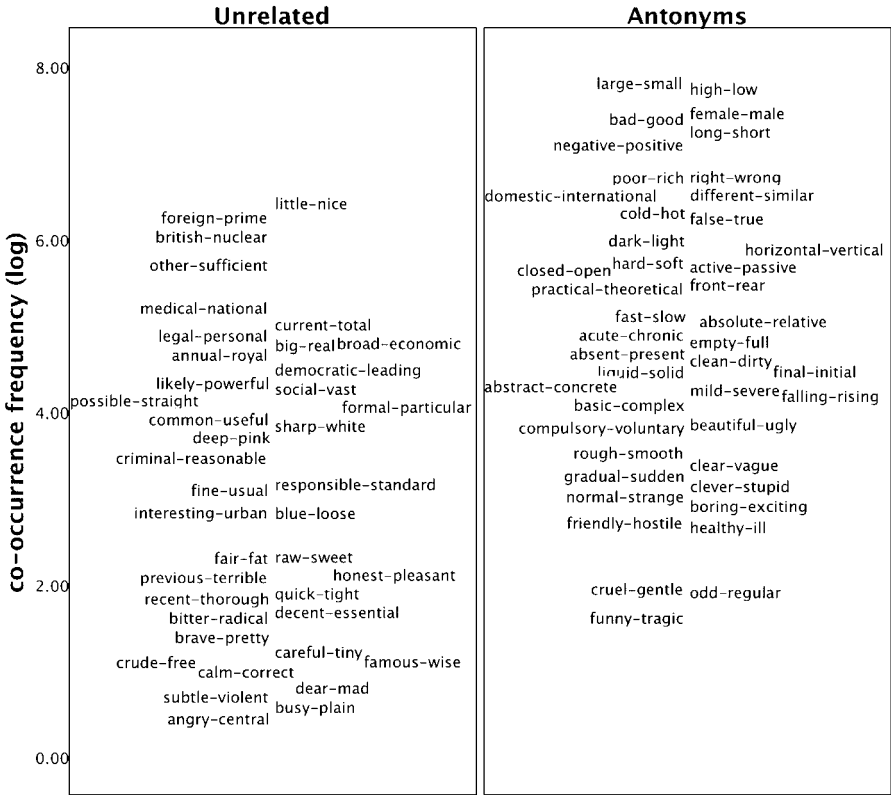 Unrelated
Antonyms
co-occurrence frequency (log)
8.00
6.00
4.00
2.00
0.00
little-nice
foreign-prime
british-nuclear
other-sufficient
medical-national
current-total
legal-personal
big-real
broad-economic
annual-royal
democratic-leading
likely-powerful
social-vast
possible-straight
formal-particular
common-useful
sharp-white
deep-pink
criminal-reasonable
responsible-standard
fine-usual
interesting-urban
blue-loose
fair-fat
raw-sweet
previous-terrible
honest-pleasant
recent-thorough
quick-tight
decent-essential
bitter-radical
brave-pretty
careful-tiny
crude-free
famous-wise
calm-correct
dear-mad
subtle-violent
busy-plain
angry-central
large-small
high-low
female-male
bad-good
long-short
negative-positive
poor-rich
right-wrong
domestic-international
different-similar
cold-hot
false-true
dark-light
horizontal-vertical
hard-soft
closed-open
active-passive
practical-theoretical
front-rear
fast-slow
absolute-relative
acute-chronic
empty-full
absent-present
clean-dirty
liquid-solid
final-initial
abstract-concrete
mild-severe
falling-rising
basic-complex
compulsory-voluntary
beautiful-ugly
rough-smooth
clear-vague
gradual-sudden
clever-stupid
normal-strange
boring-exciting
friendly-hostile
healthy-ill
cruel-gentle
odd-regular
funny-tragic